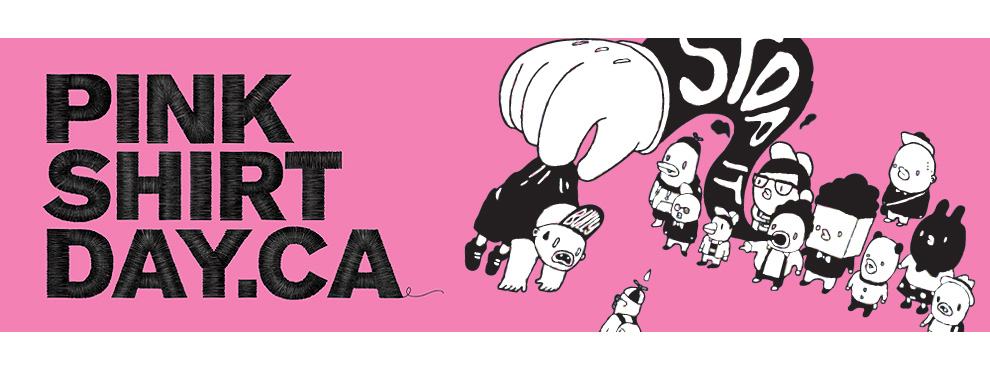 PINK
SHIRT
DAY.CA
STOP IT